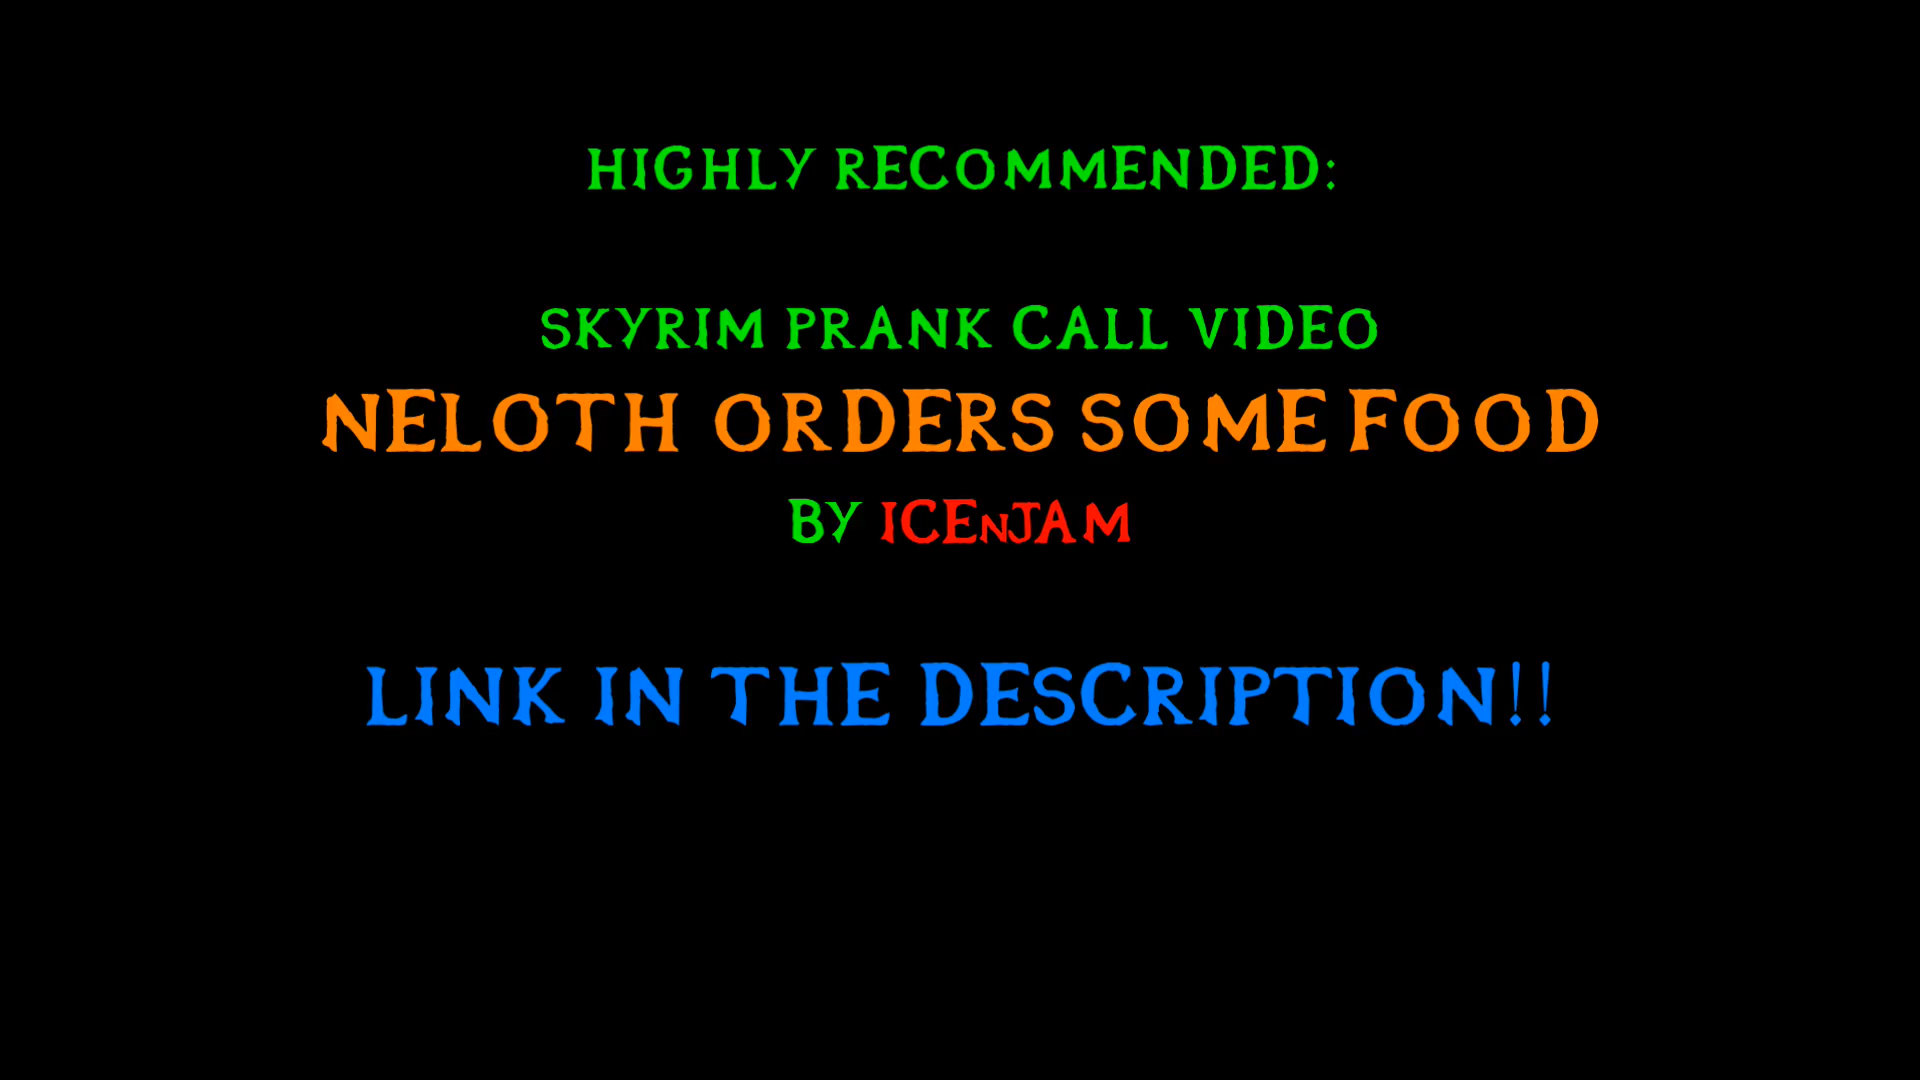 HIGHLY RECOMMENDED:
SKYRIM PRANK CALL VIDEO
NELOTH ORDERS SOME FOOD
BY ICEnJAM
LINK IN THE DESCRIPTION!!